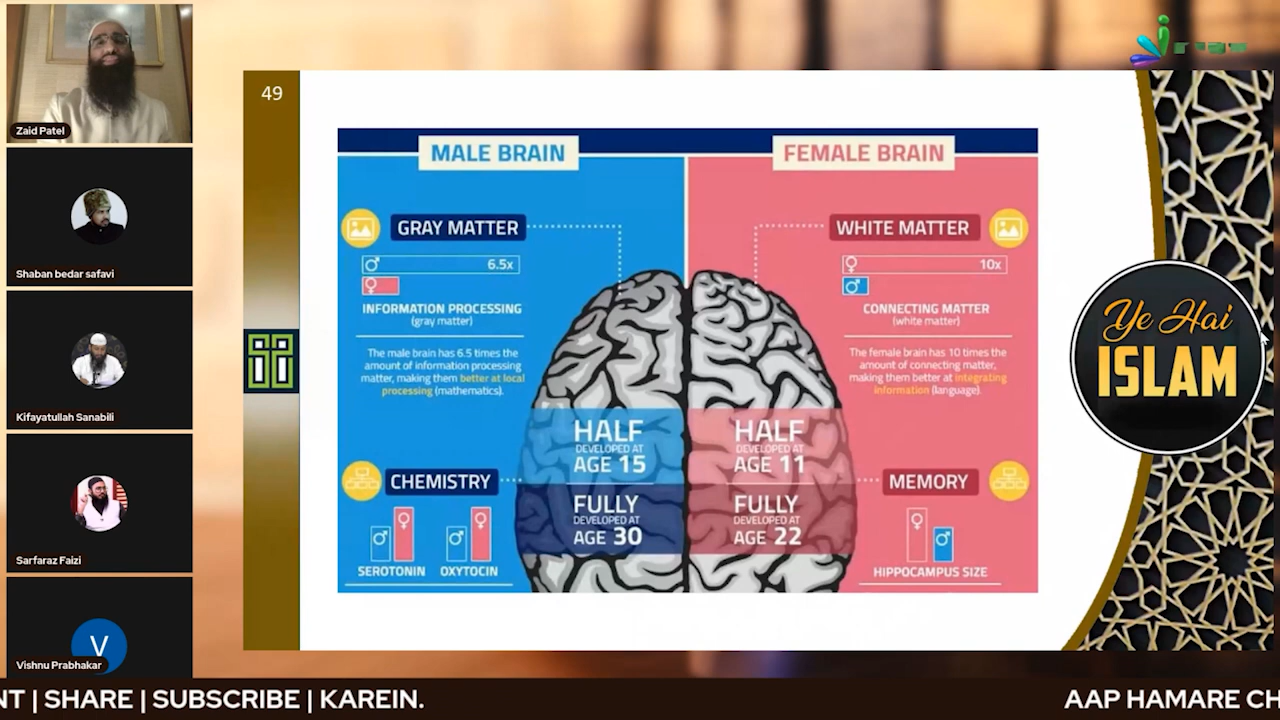 Zaid Patel
Shaban bedar safavi
Kifayatullah Sanabili
Sarfaraz Faizi
V
Vishnu Prabhakar
49
MALE BRAIN
GRAY MATTER
6.5x
INFORMATION PROCESSING
(gray matter)
The male brain has 6.5 times the
amount of information processing
matter, making them better at local
processing (mathematics).
CHEMISTRY
SEROTONIN OXYTOCIN
HALF
DEVELOPED AT
AGE 15
FULLY
DEVELOPED AT
AGE 30
FEMALE BRAIN
WHITE MATTER
10x
CONNECTING MATTER
(white matter)
The female brain has 10 times the
amount of connecting matter,
making them better at integrating
information (language).
HALF
DEVELOPED AT
AGE 11
FULLY
DEVELOPED AT
AGE 22
MEMORY
HIPPOCAMPUS SIZE
Ye Hai
ISLAM
NT | SHARE | SUBSCRIBE | KAREIN.
AAP HAMARE CH